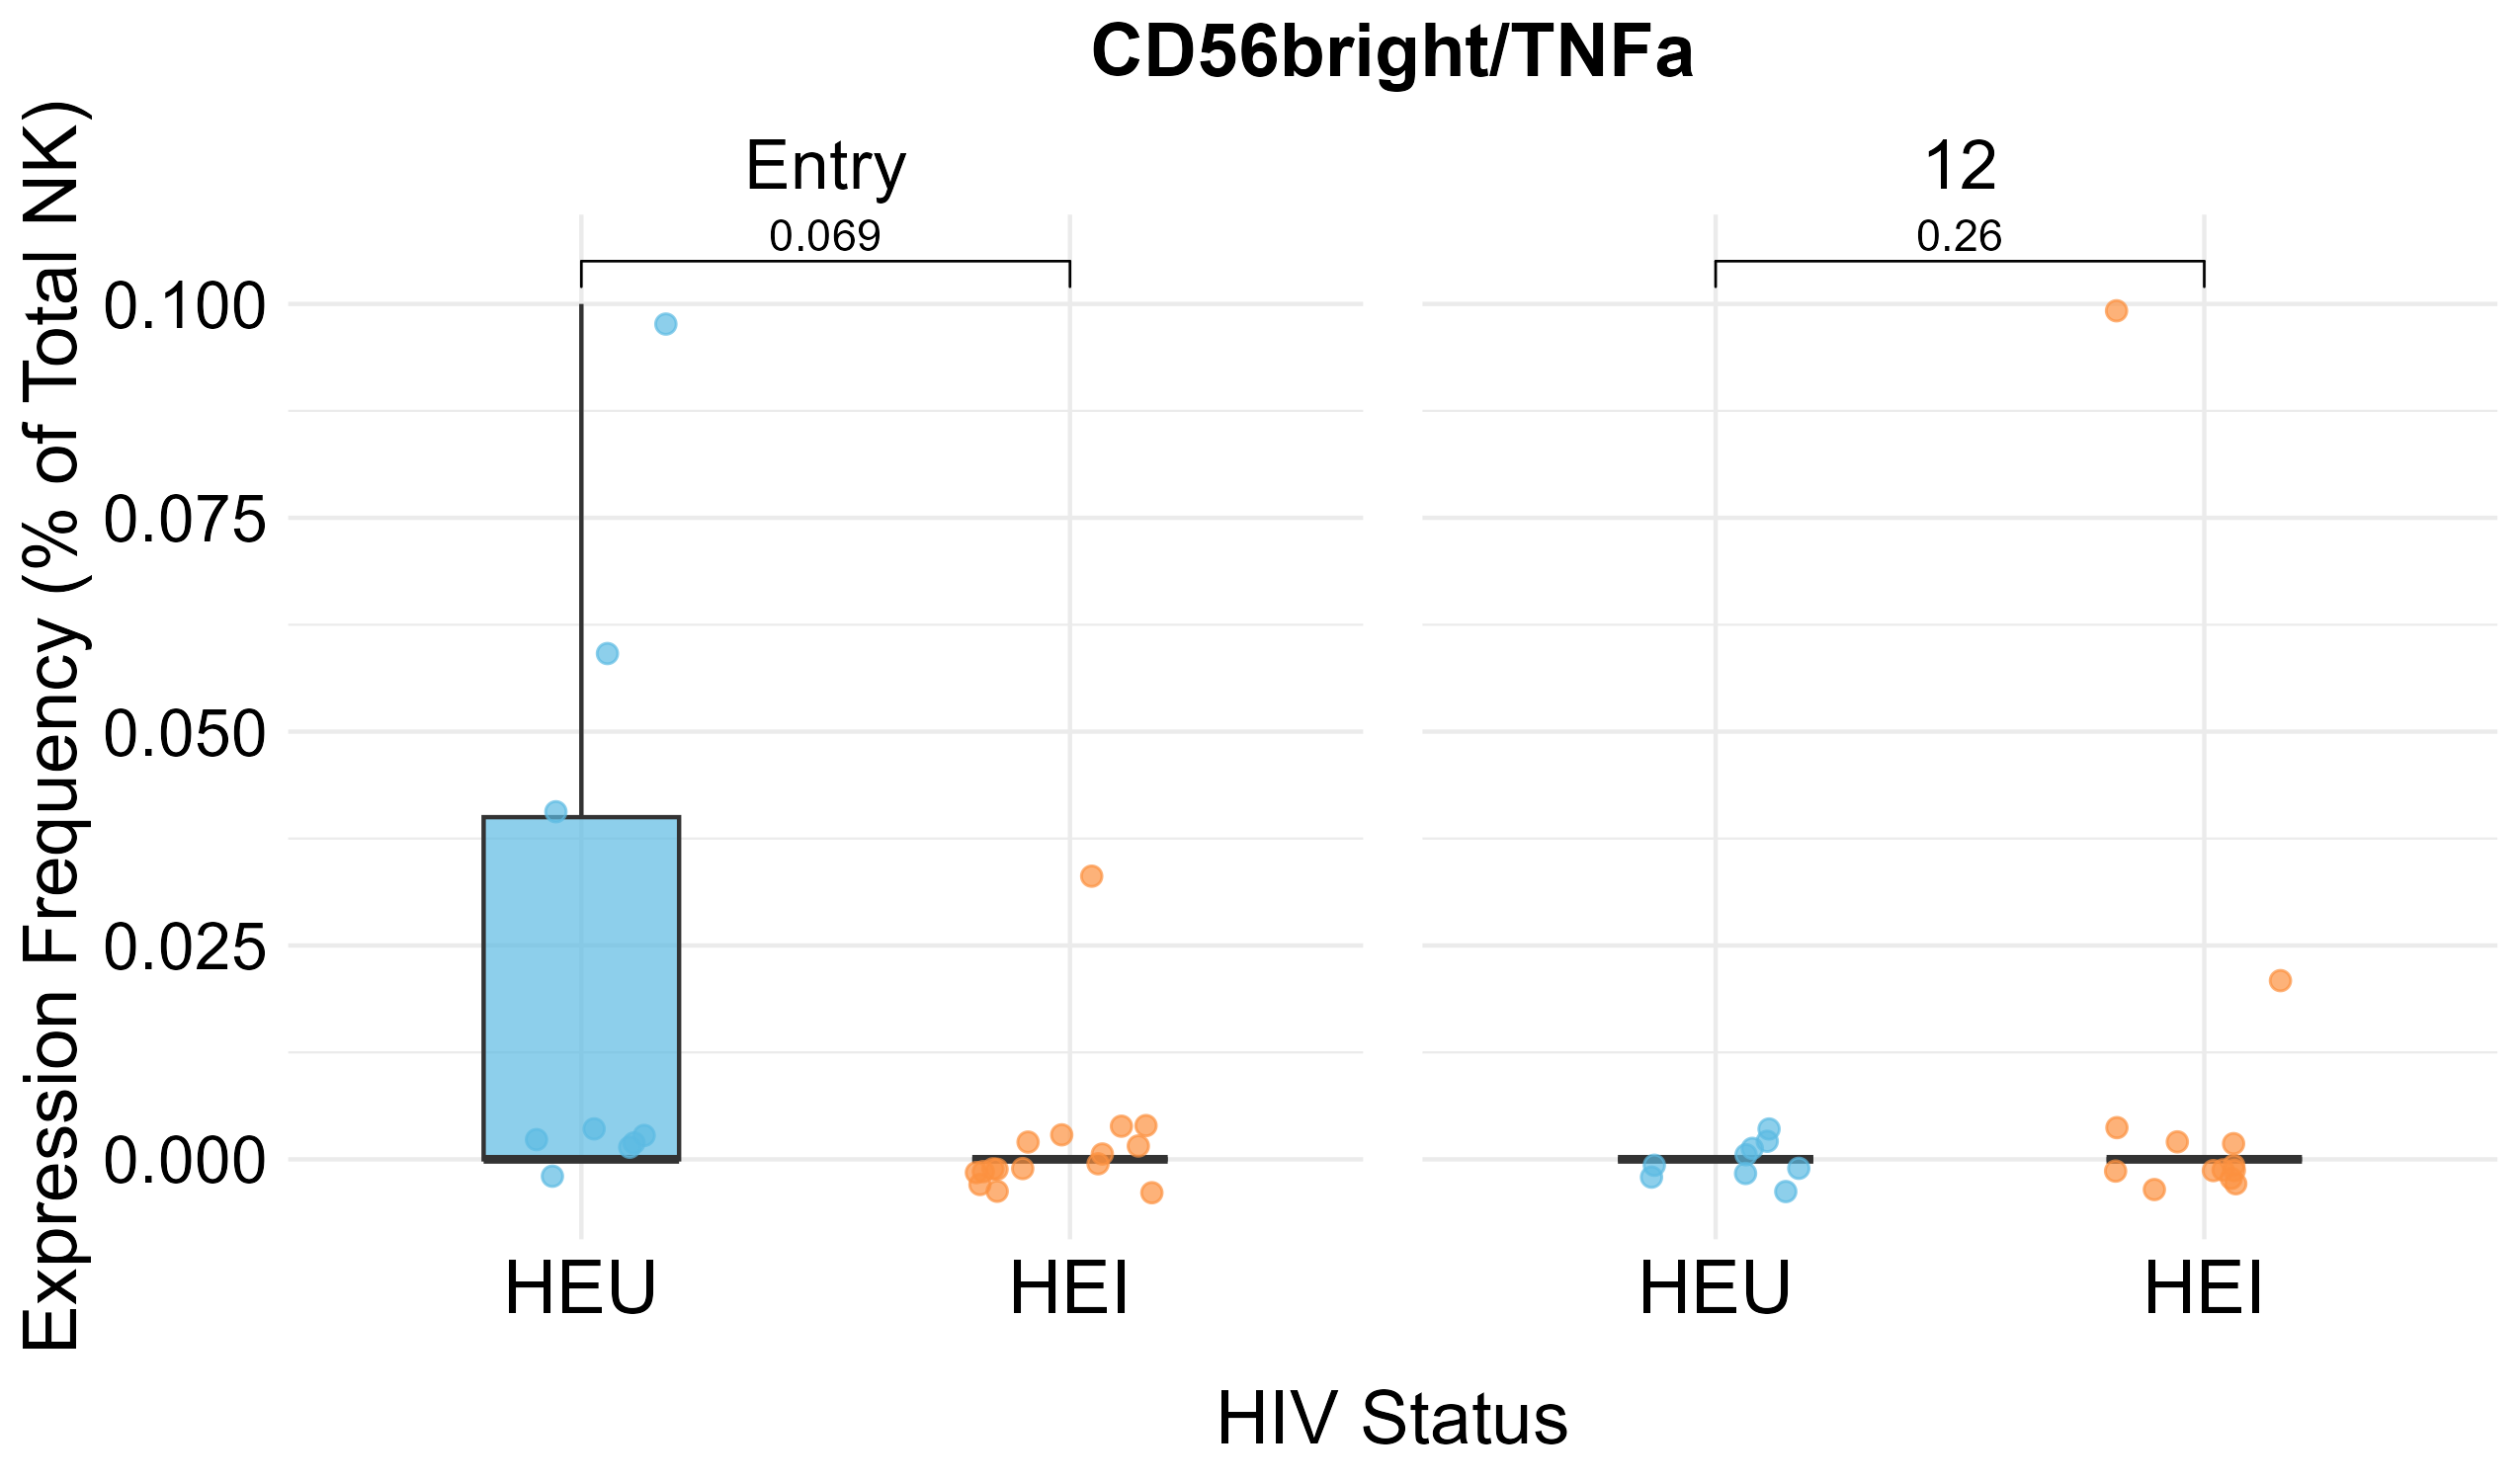 CD56bright/TNFa
Entry
12
0.069
0.26
Expression Frequency (% of Total NK)
0.100
0.075
0.050
0.025
0.000
HEU
HEI
HEU
HEI
HIV Status